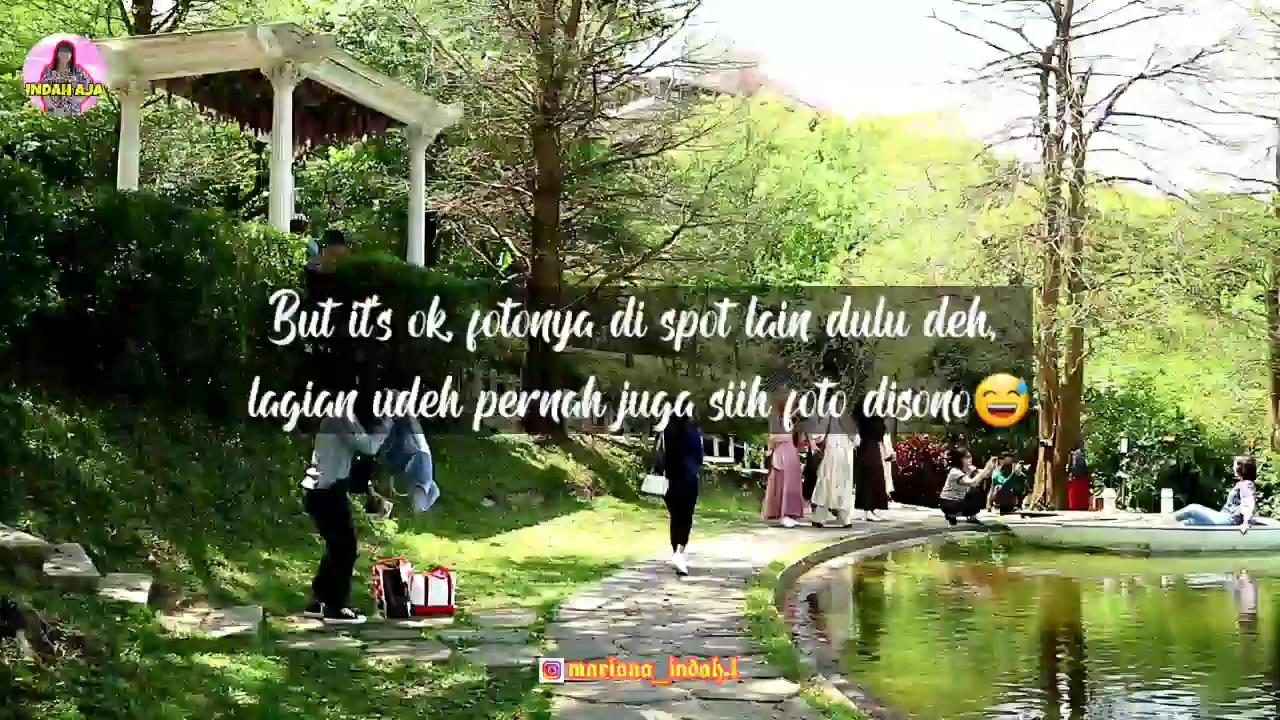 INDAH AJA
But it's ok, fotonya di spot lain dulu deh,
lagian udeh pernah juga siih foto disono😅
mariana_indah.l